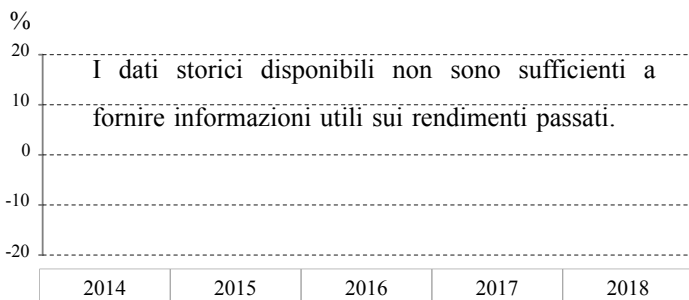 %
20
I dati storici disponibili non sono sufficienti a
10
fornire informazioni utili sui rendimenti passati.
0
-10
-20
2014 2015 2016 2017 2018